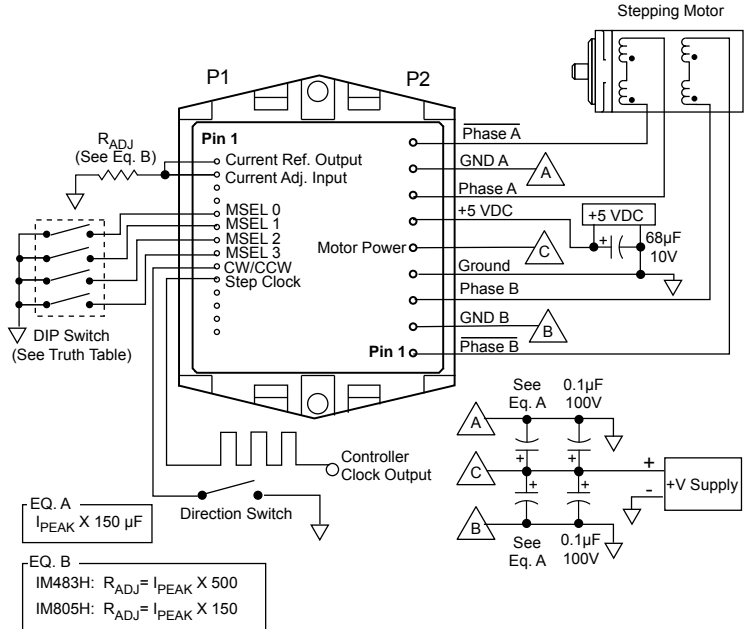 Stepping Motor
P1
P2
Pin 1
R_ADJ
(See Eq. B)
Current Ref. Output
Current Adj. Input
MSEL 0
MSEL 1
MSEL 2
MSEL 3
CW/CCW
Step Clock
DIP Switch
(See Truth Table)
Phase A
GND A
A
Phase A
+5 VDC
+5 VDC
+
68µF
10V
Motor Power
C
Ground
Phase B
GND B
B
Pin 1
Phase B
Controller
Clock Output
Direction Switch
See
Eq. A
0.1µF
100V
A
+
+
C
+
-
+V Supply
+
+
B
See
Eq. A
0.1µF
100V
EQ. A
I_PEAK X 150 µF
EQ. B
IM483H: R_ADJ= I_PEAK X 500
IM805H: R_ADJ= I_PEAK X 150